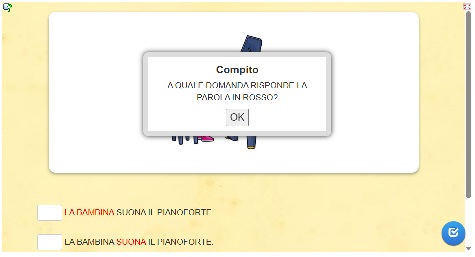 Compito
A QUALE DOMANDA RISPONDE LA
PAROLA IN ROSSO?
OK
LA BAMBINA SUONA IL PIANOFORTE
LA BAMBINA SUONA IL PIANOFORTE.